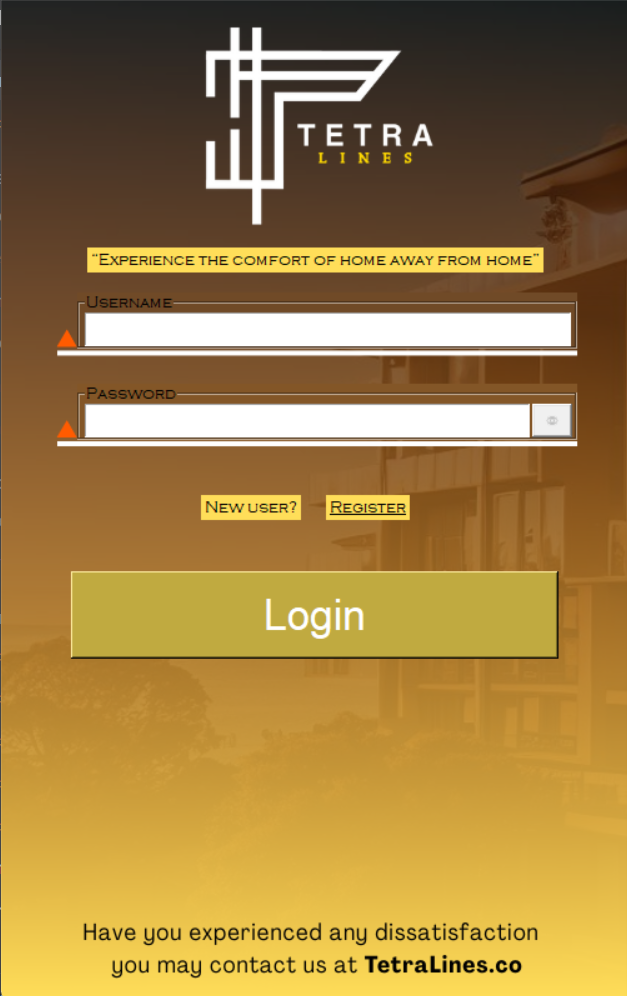 TETRA
LINES
“Experience the comfort of home away from home”
Username
Password
New user? Register
Login
Have you experienced any dissatisfaction
you may contact us at TetraLines.co